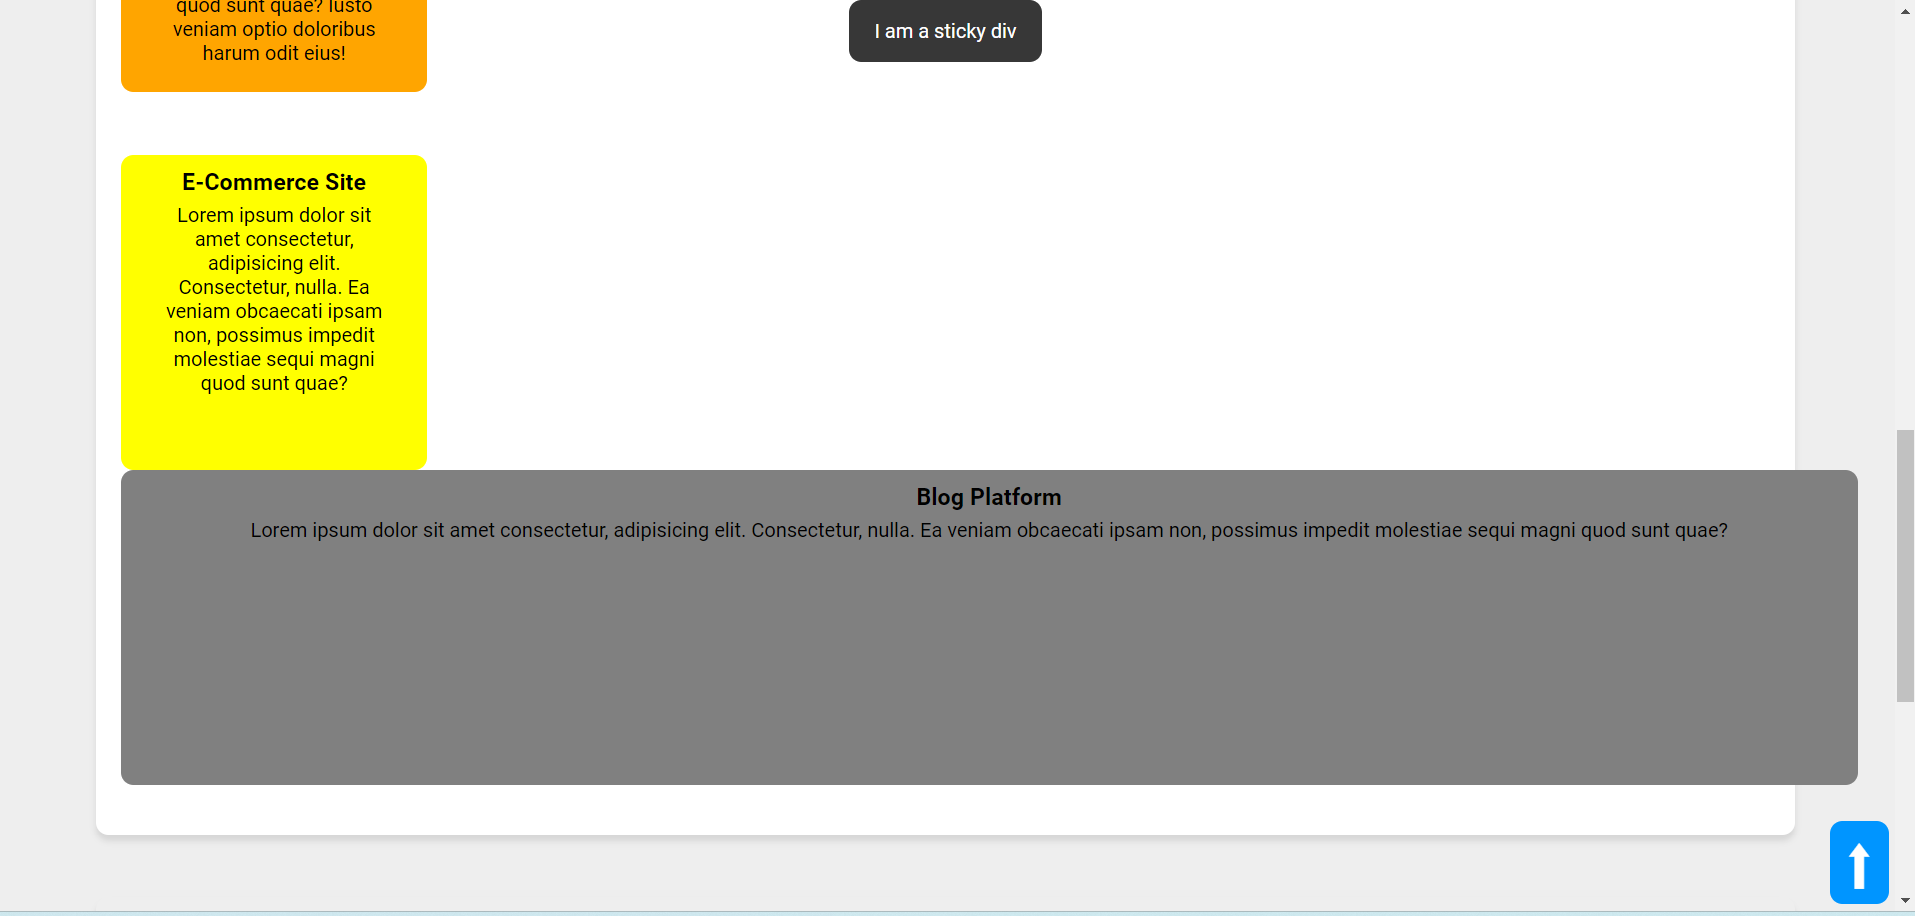 quod sunt quae? Iusto
veniam optio doloribus
harum odit eius!
I am a sticky div
E-Commerce Site
Lorem ipsum dolor sit
amet consectetur,
adipisicing elit.
Consectetur, nulla. Ea
veniam obcaecati ipsam
non, possimus impedit
molestiae sequi magni
quod sunt quae?
Blog Platform
Lorem ipsum dolor sit amet consectetur, adipisicing elit. Consectetur, nulla. Ea veniam obcaecati ipsam non, possimus impedit molestiae sequi magni quod sunt quae?